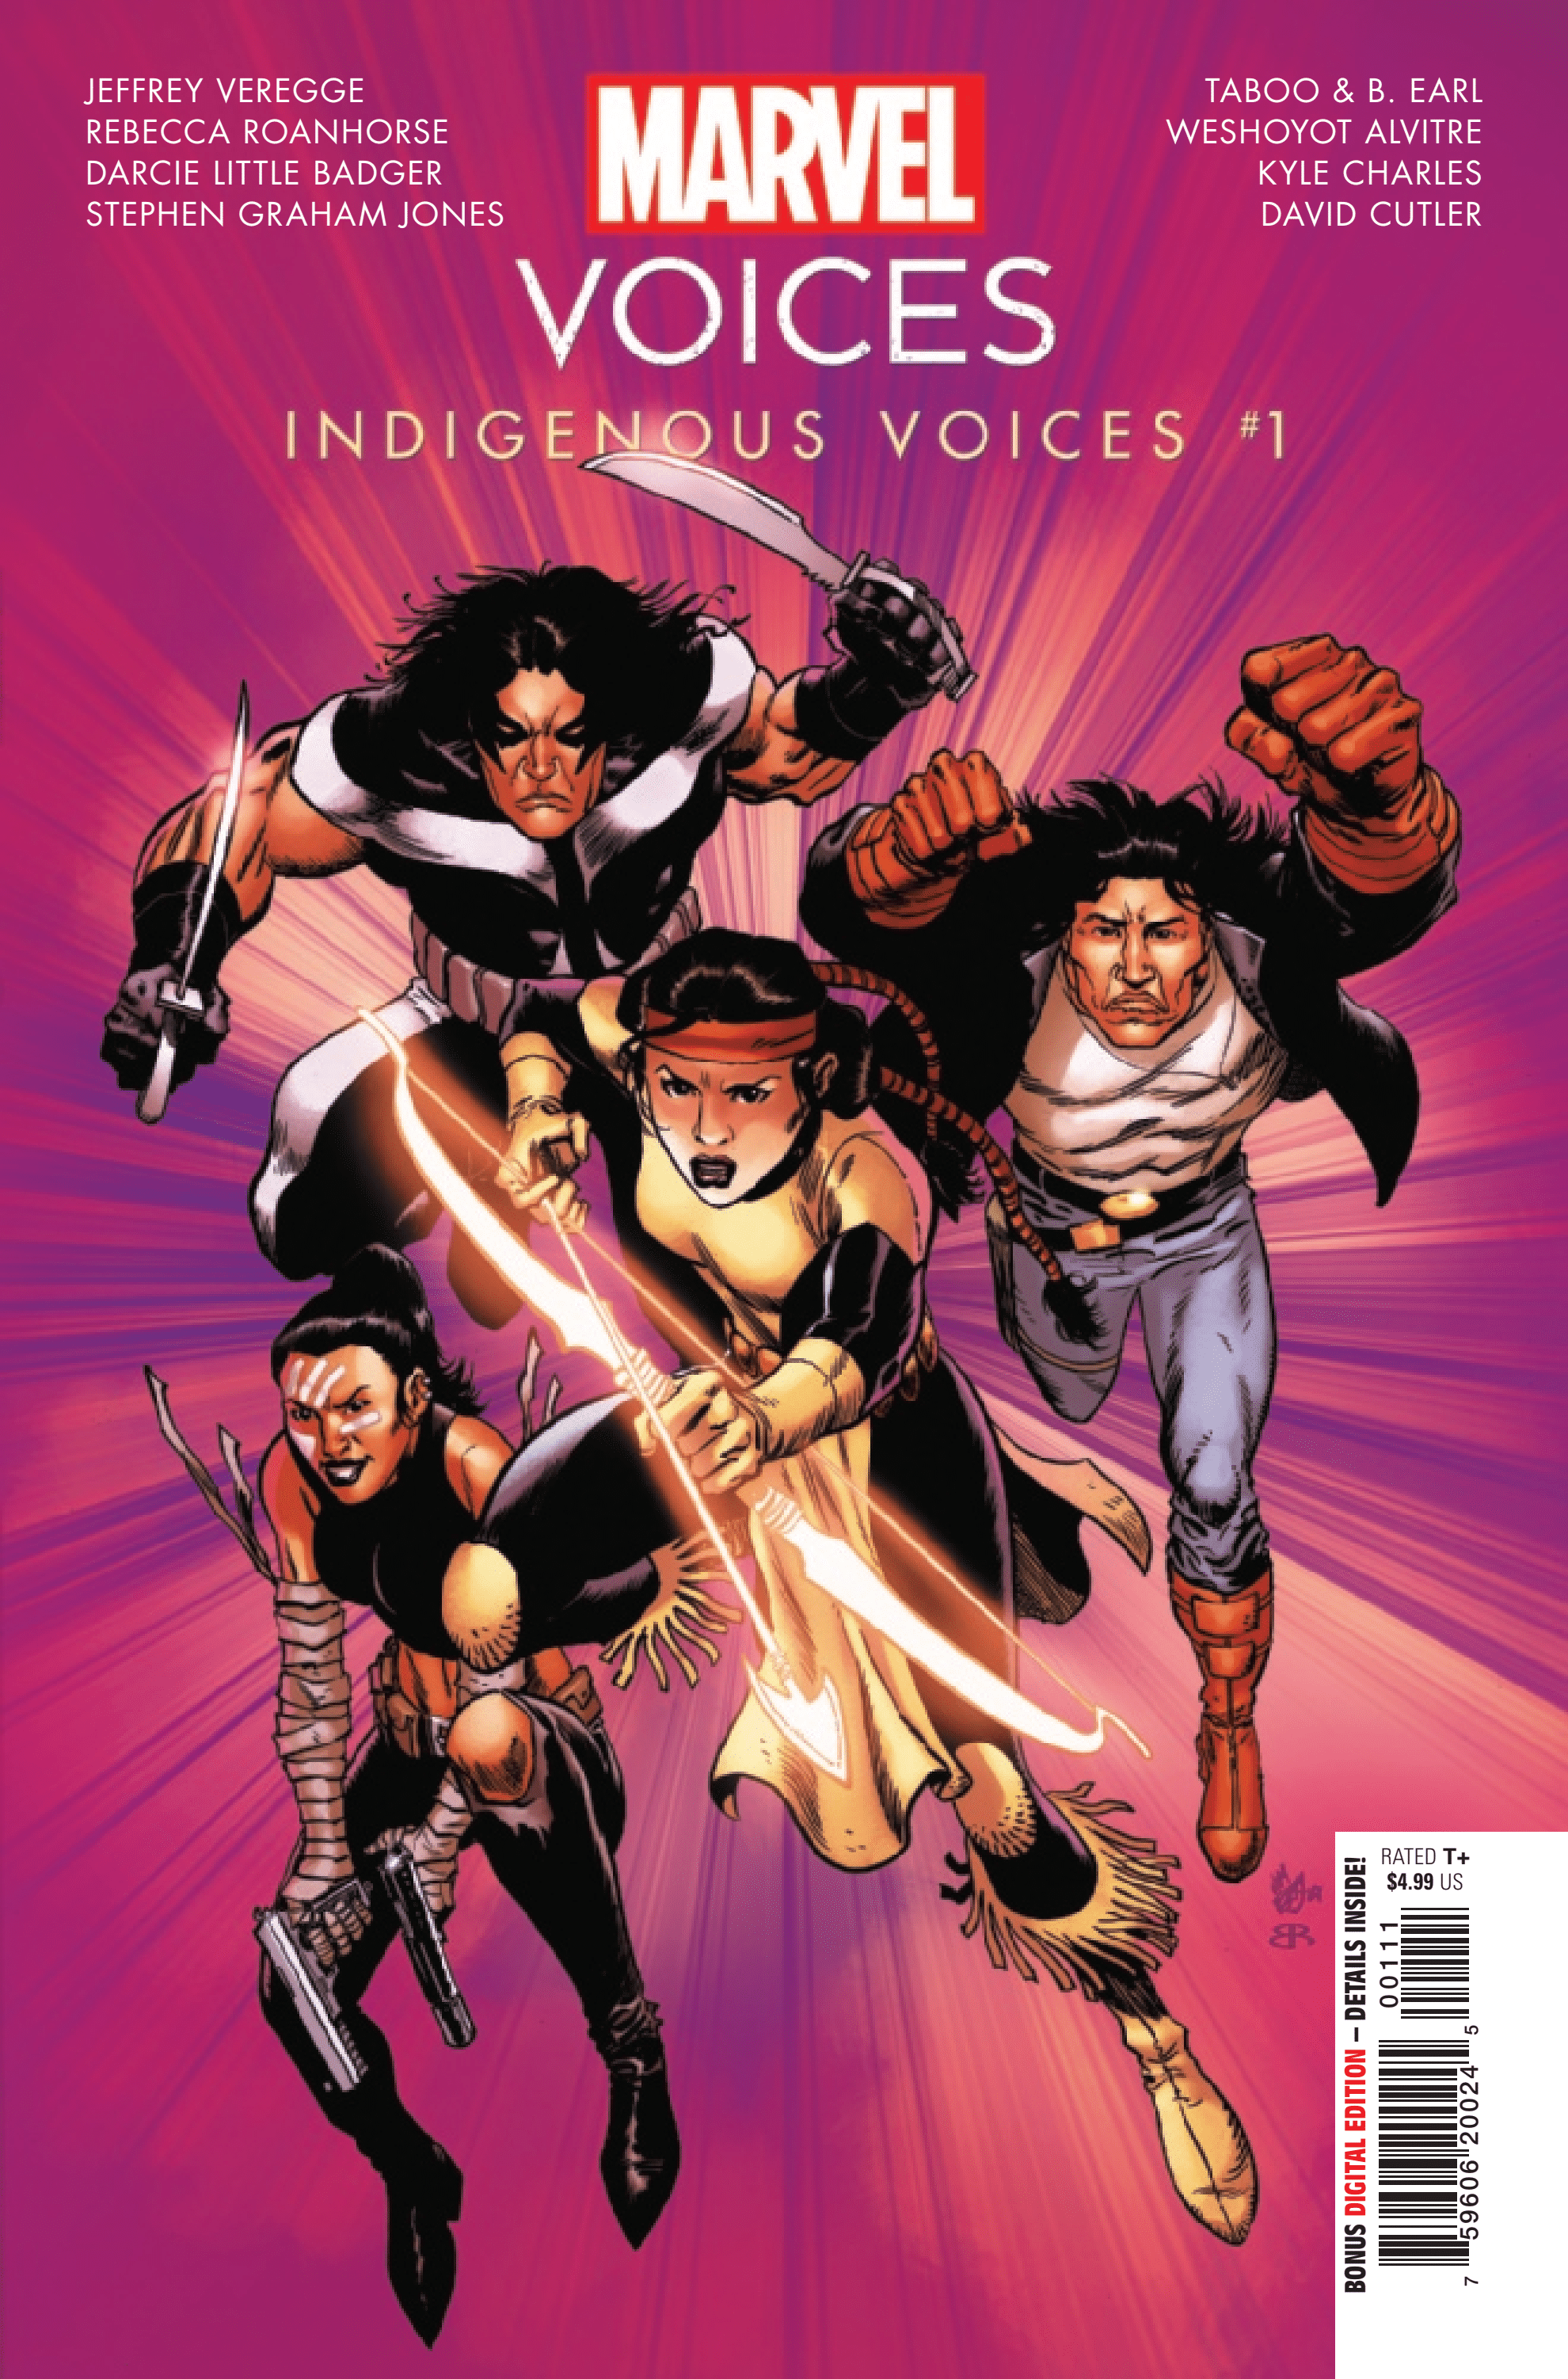 JEFFREY VEREGGE
REBECCA ROANHORSE
DARCIE LITTLE BADGER
STEPHEN GRAHAM JONES
TABOO & B. EARL
WESHOYOT ALVITRE
KYLE CHARLES
DAVID CUTLER
MARVEL
VOICES
INDIGENOUS VOICES #1
RATED T+
$4.99 US
BONUS DIGITAL EDITION – DETAILS INSIDE!
00111
7 59606 20024 5